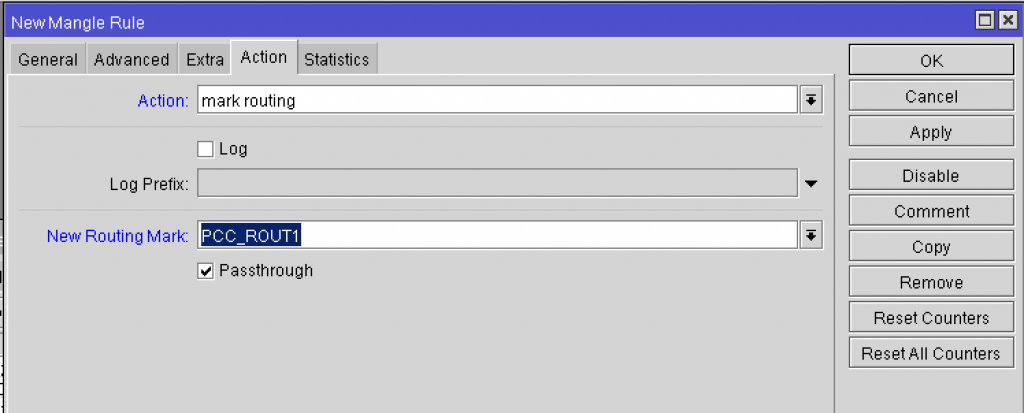 New Mangle Rule
General Advanced Extra Action Statistics
Action: mark routing
Log
Log Prefix:
New Routing Mark: PCC_ROUT1
Passthrough
OK
Cancel
Apply
Disable
Comment
Copy
Remove
Reset Counters
Reset All Counters